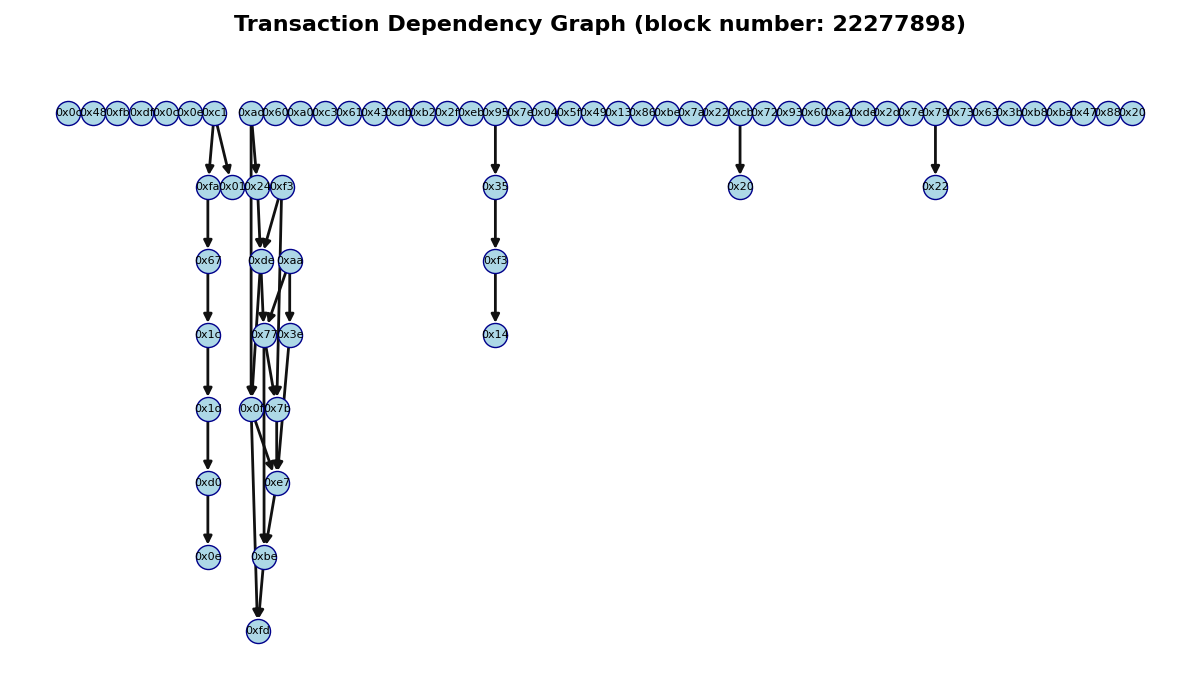 Transaction Dependency Graph (block number: 22277898)
0x0c 0x48 0xfb 0xdf 0x0c 0x0e 0xc1 0xac 0x60 0xa0 0xc3 0x61 0x43 0xdb 0xb2 0x2f 0xeb 0x95 0x7e 0x04 0x5f 0x49 0x13 0x86 0xbe 0x7a 0x22 0xcb 0x72 0x93 0x60 0xa2 0xde 0x2d 0x7e 0x79 0x73 0x63 0x3b 0xb8 0xba 0x47 0x88 0x20
0xfa 0x01 0x24 0xf3 0x35 0x20 0x22
0x67 0xde 0xaa 0xf3
0x1c 0x77 0x3e 0x14
0x1d 0x0f 0x7b
0xd0 0xe7
0x0e 0xbe
0xfd